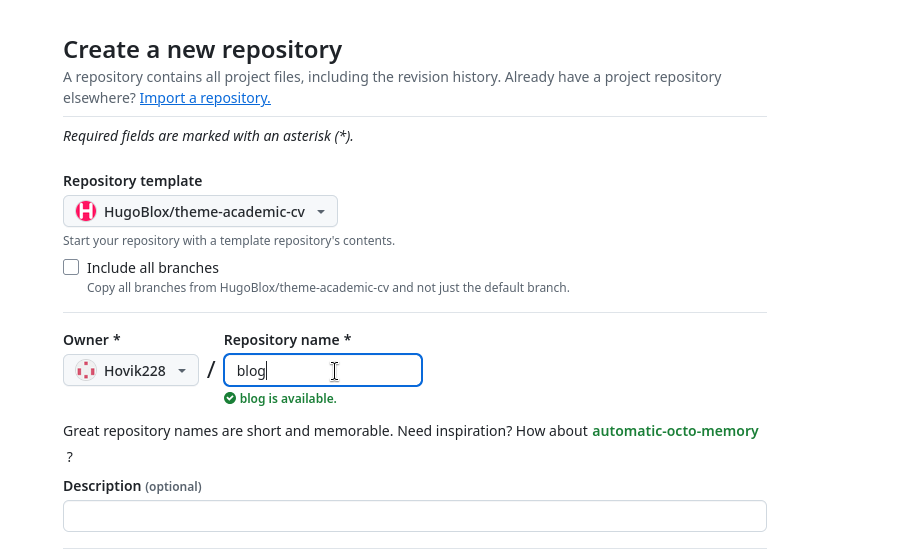 Create a new repository
A repository contains all project files, including the revision history. Already have a project repository
elsewhere? Import a repository.
Required fields are marked with an asterisk (*).
Repository template
HugoBlox/theme-academic-cv
Start your repository with a template repository's contents.
Include all branches
Copy all branches from HugoBlox/theme-academic-cv and not just the default branch.
Owner * Repository name *
Hovik228 / blog
blog is available.
Great repository names are short and memorable. Need inspiration? How about automatic-octo-memory
?
Description (optional)